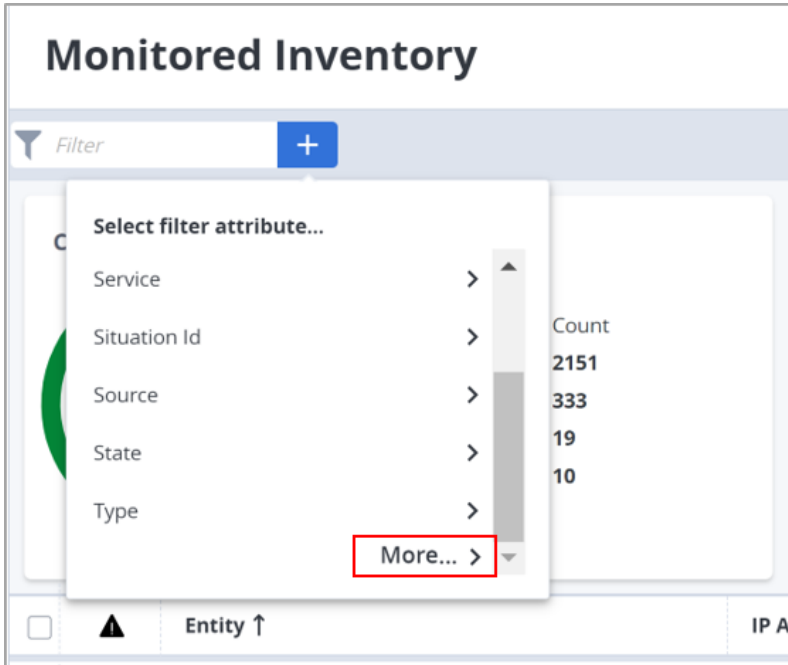 Monitored Inventory
Filter
Select filter attribute...
Service
Situation Id
Source
State
Type
More...
Count
2151
333
19
10
Entity ↑
IP A